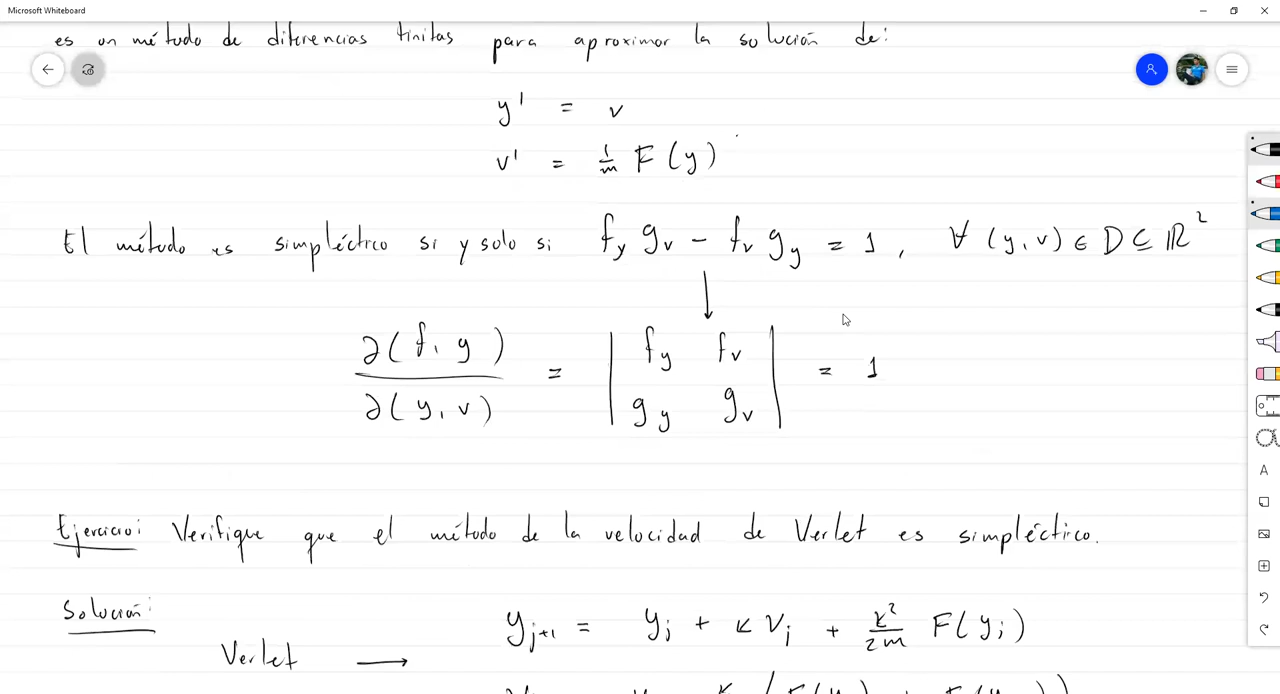 Microsoft Whiteboard
es un método de diferencias finitas para aproximar la solución de:
y' = v
v' = 1/m F(y)
El método es simpléctico si y solo si f_y g_v - f_v g_y = 1, ∀ (y,v) ∈ D ⊆ ℝ²
∂(f, g) / ∂(y, v) = | f_y f_v ; g_y g_v | = 1
Ejercicio: Verifique que el método de la velocidad de Verlet es simpléctico.
Solución:
y_{j+1} = y_j + k v_j + k²/2m F(y_j)
Verlet →